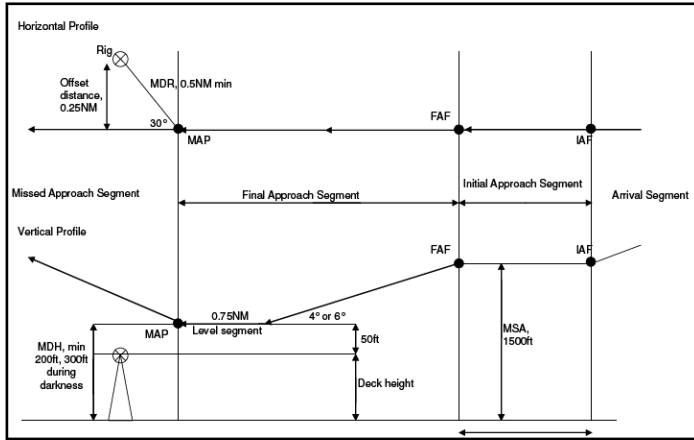 Horizontal Profile
Rig
Offset
distance,
0.25NM
MDR, 0.5NM min
30°
MAP
FAF
IAF
Missed Approach Segment
Final Approach Segment
Initial Approach Segment
Arrival Segment
Vertical Profile
FAF
IAF
0.75NM
4° or 6°
MAP
Level segment
MDH, min
200ft, 300ft
during
darkness
50ft
Deck height
MSA,
1500ft